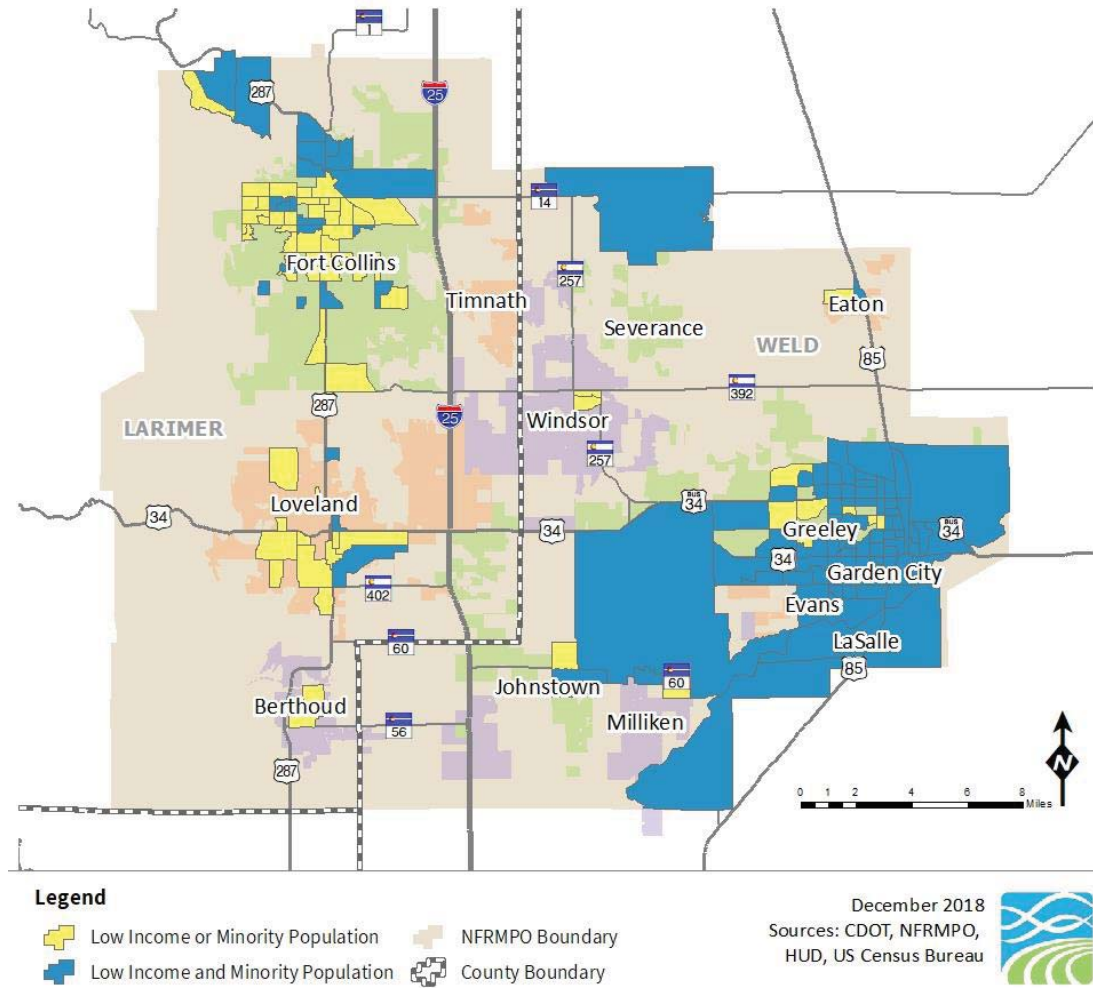 1
287
25
14
Fort Collins
257
Timnath
Eaton
Severance
WELD
85
392
287
25
Windsor
LARIMER
257
Loveland
BUS
34
34
34
Greeley
BUS
34
34
Garden City
402
Evans
60
LaSalle
85
Johnstown
60
Berthoud
Milliken
56
287
N
0 1 2 4 6 8
Miles
Legend
Low Income or Minority Population
NFRMPO Boundary
Low Income and Minority Population
County Boundary
December 2018
Sources: CDOT, NFRMPO,
HUD, US Census Bureau